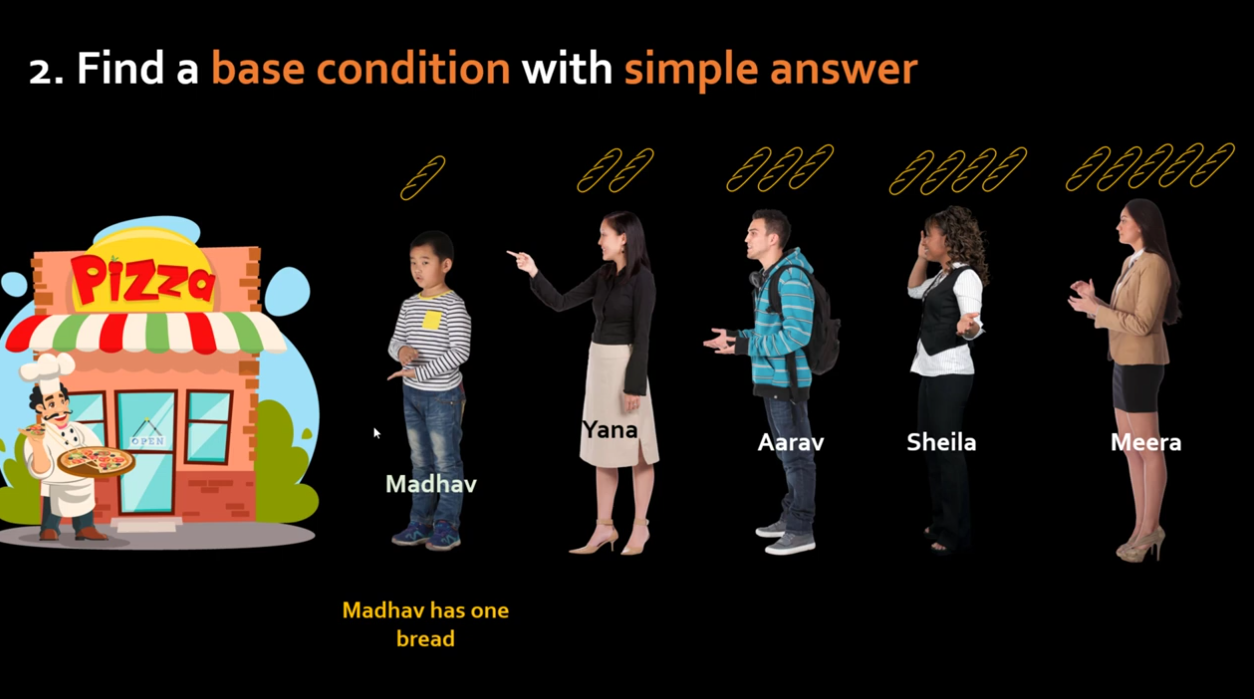 2. Find a base condition with simple answer
Pizza
OPEN
Madhav
Yana
Aarav
Sheila
Meera
Madhav has one
bread